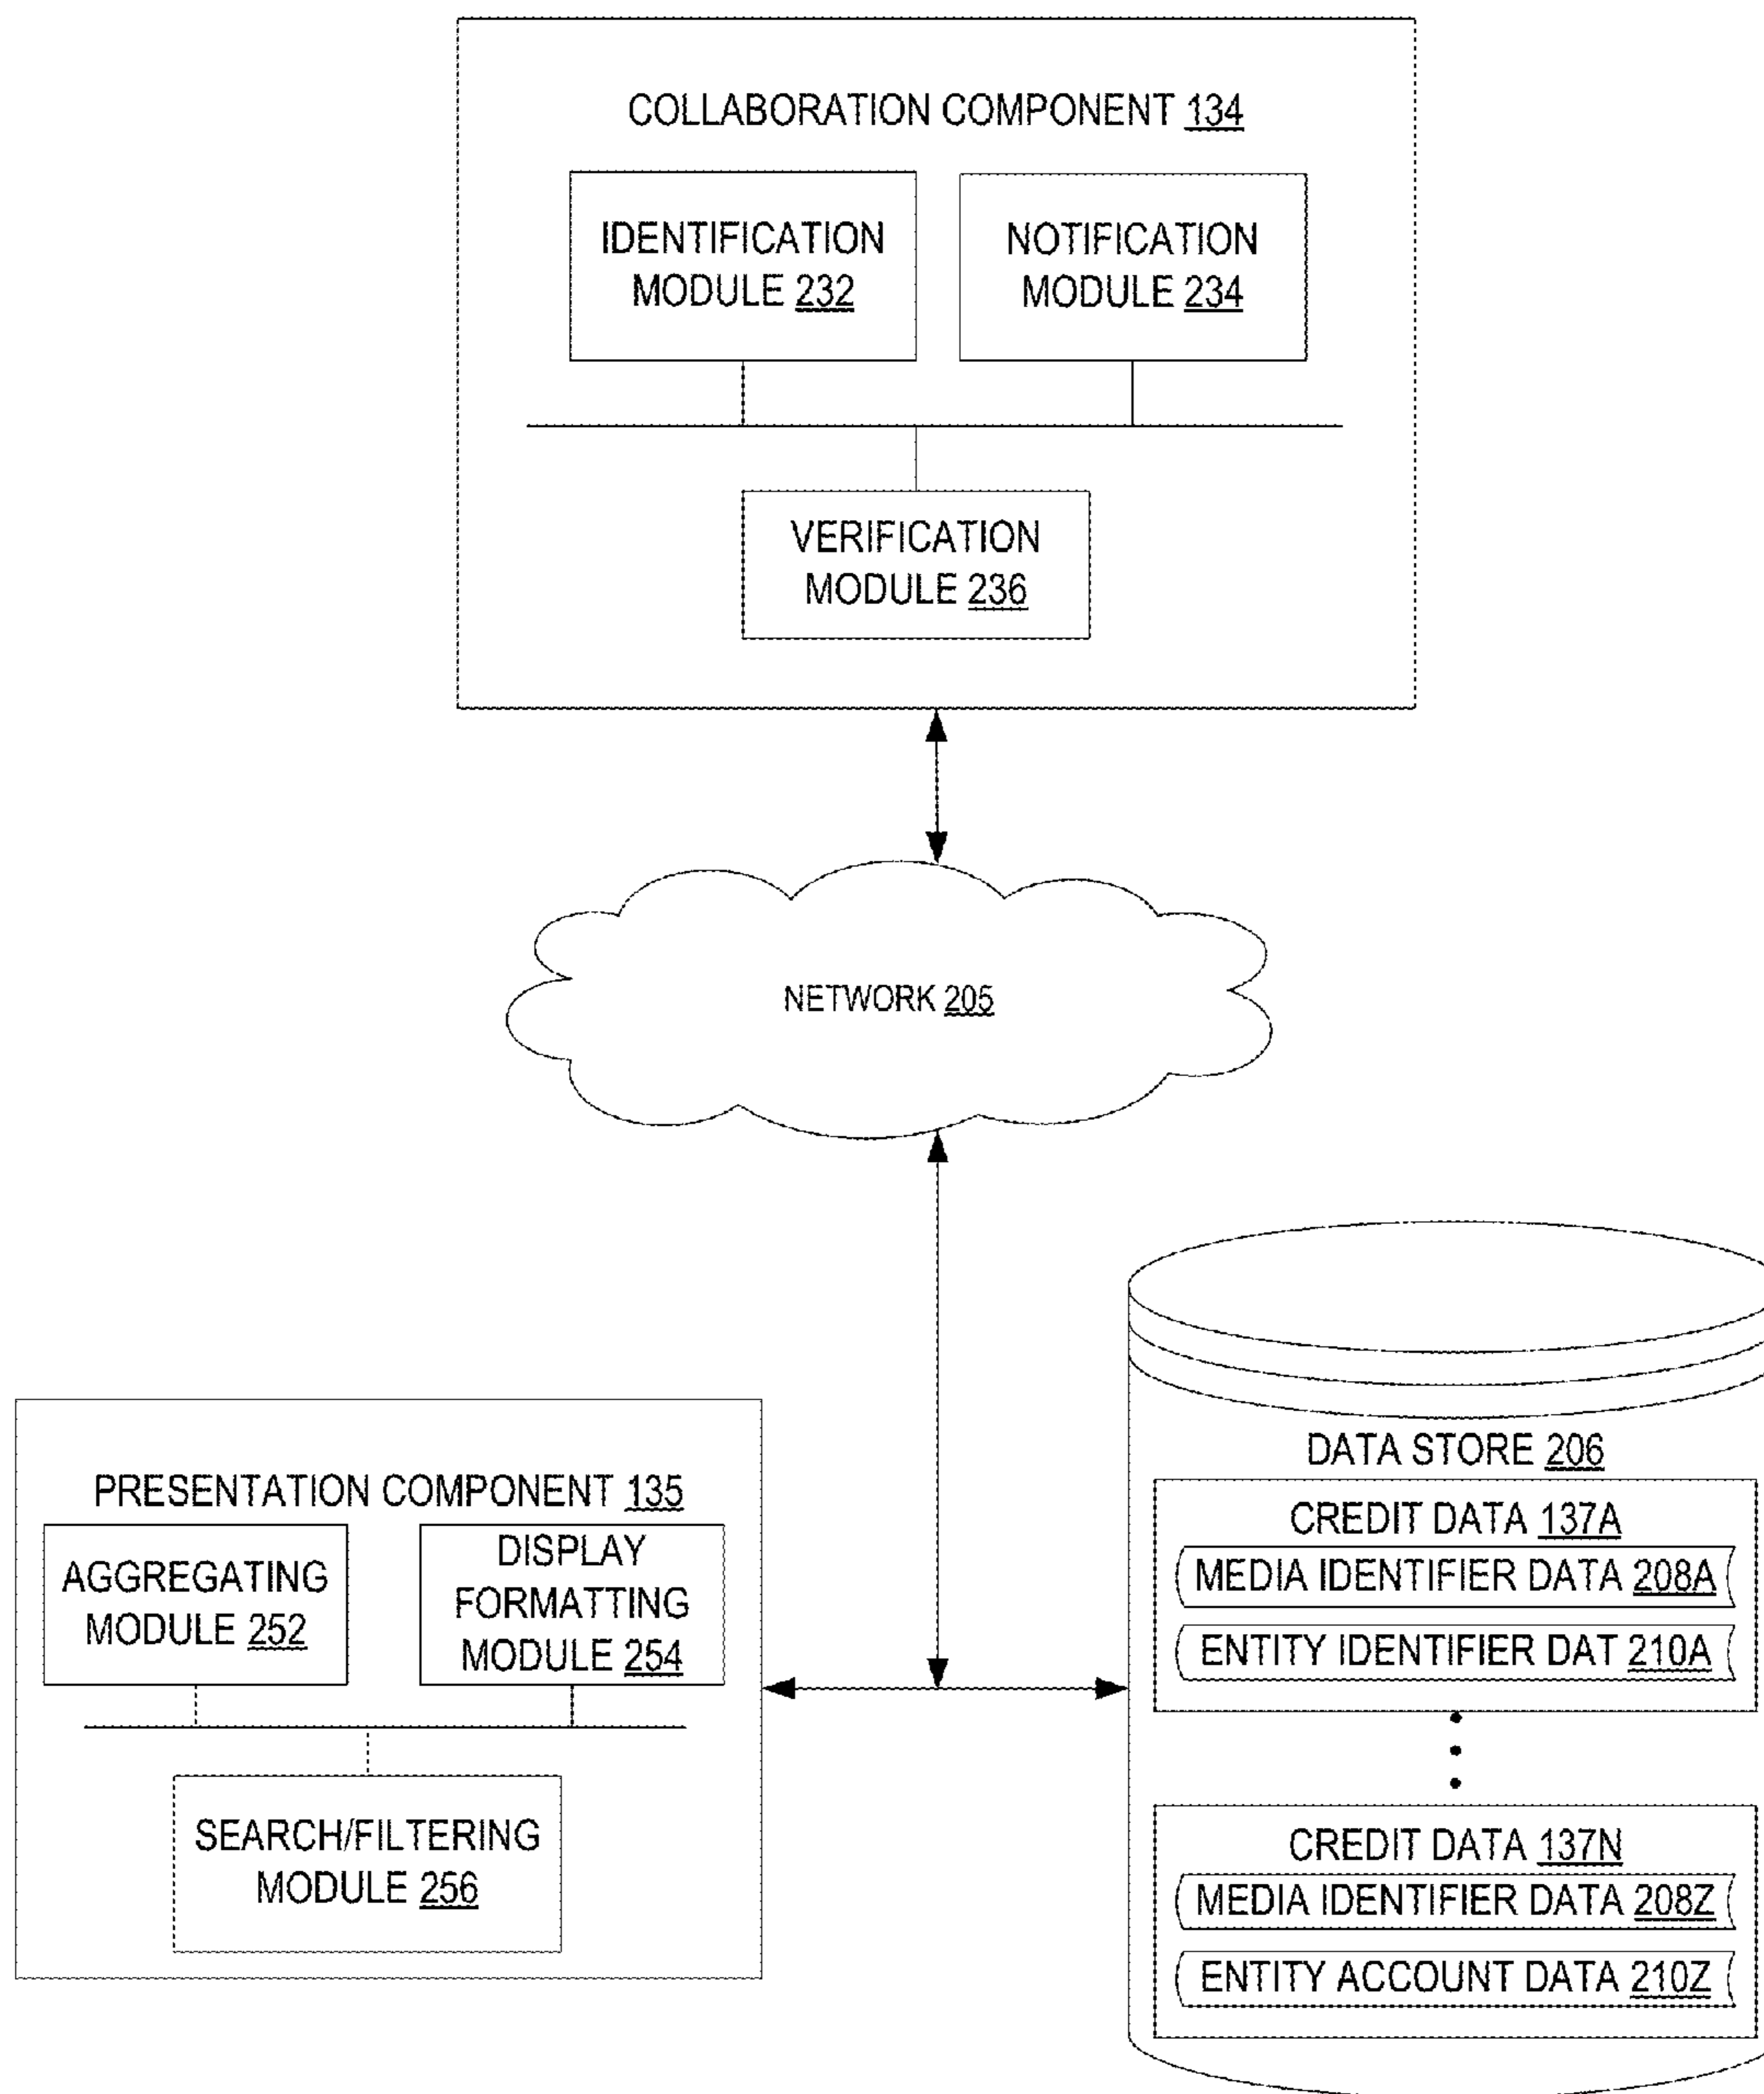 COLLABORATION COMPONENT 134
IDENTIFICATION
MODULE 232
NOTIFICATION
MODULE 234
VERIFICATION
MODULE 236
NETWORK 205
PRESENTATION COMPONENT 135
AGGREGATING
MODULE 252
DISPLAY
FORMATTING
MODULE 254
SEARCH/FILTERING
MODULE 256
DATA STORE 206
CREDIT DATA 137A
MEDIA IDENTIFIER DATA 208A
ENTITY IDENTIFIER DAT 210A
CREDIT DATA 137N
MEDIA IDENTIFIER DATA 208Z
ENTITY ACCOUNT DATA 210Z